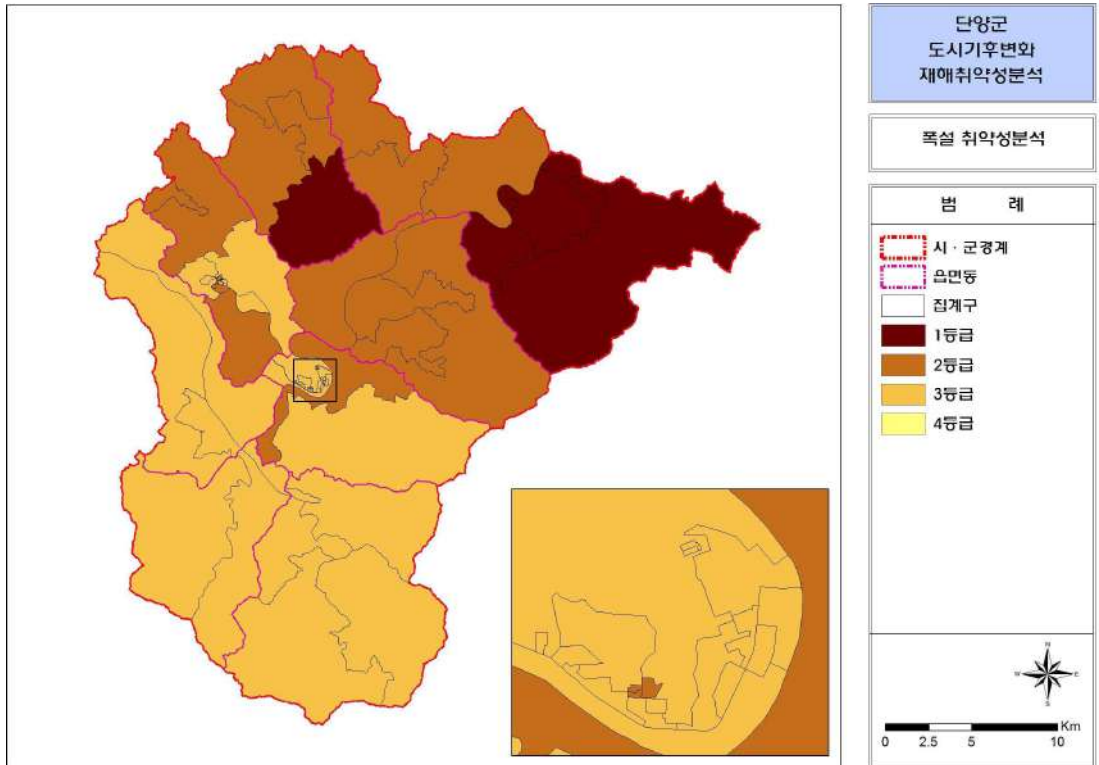 단양군
도시기후변화
재해취약성분석
폭설 취약성분석
범 례
시 · 군경계
읍면동
집계구
1등급
2등급
3등급
4등급
N
W E
S
Km
0 2.5 5 10